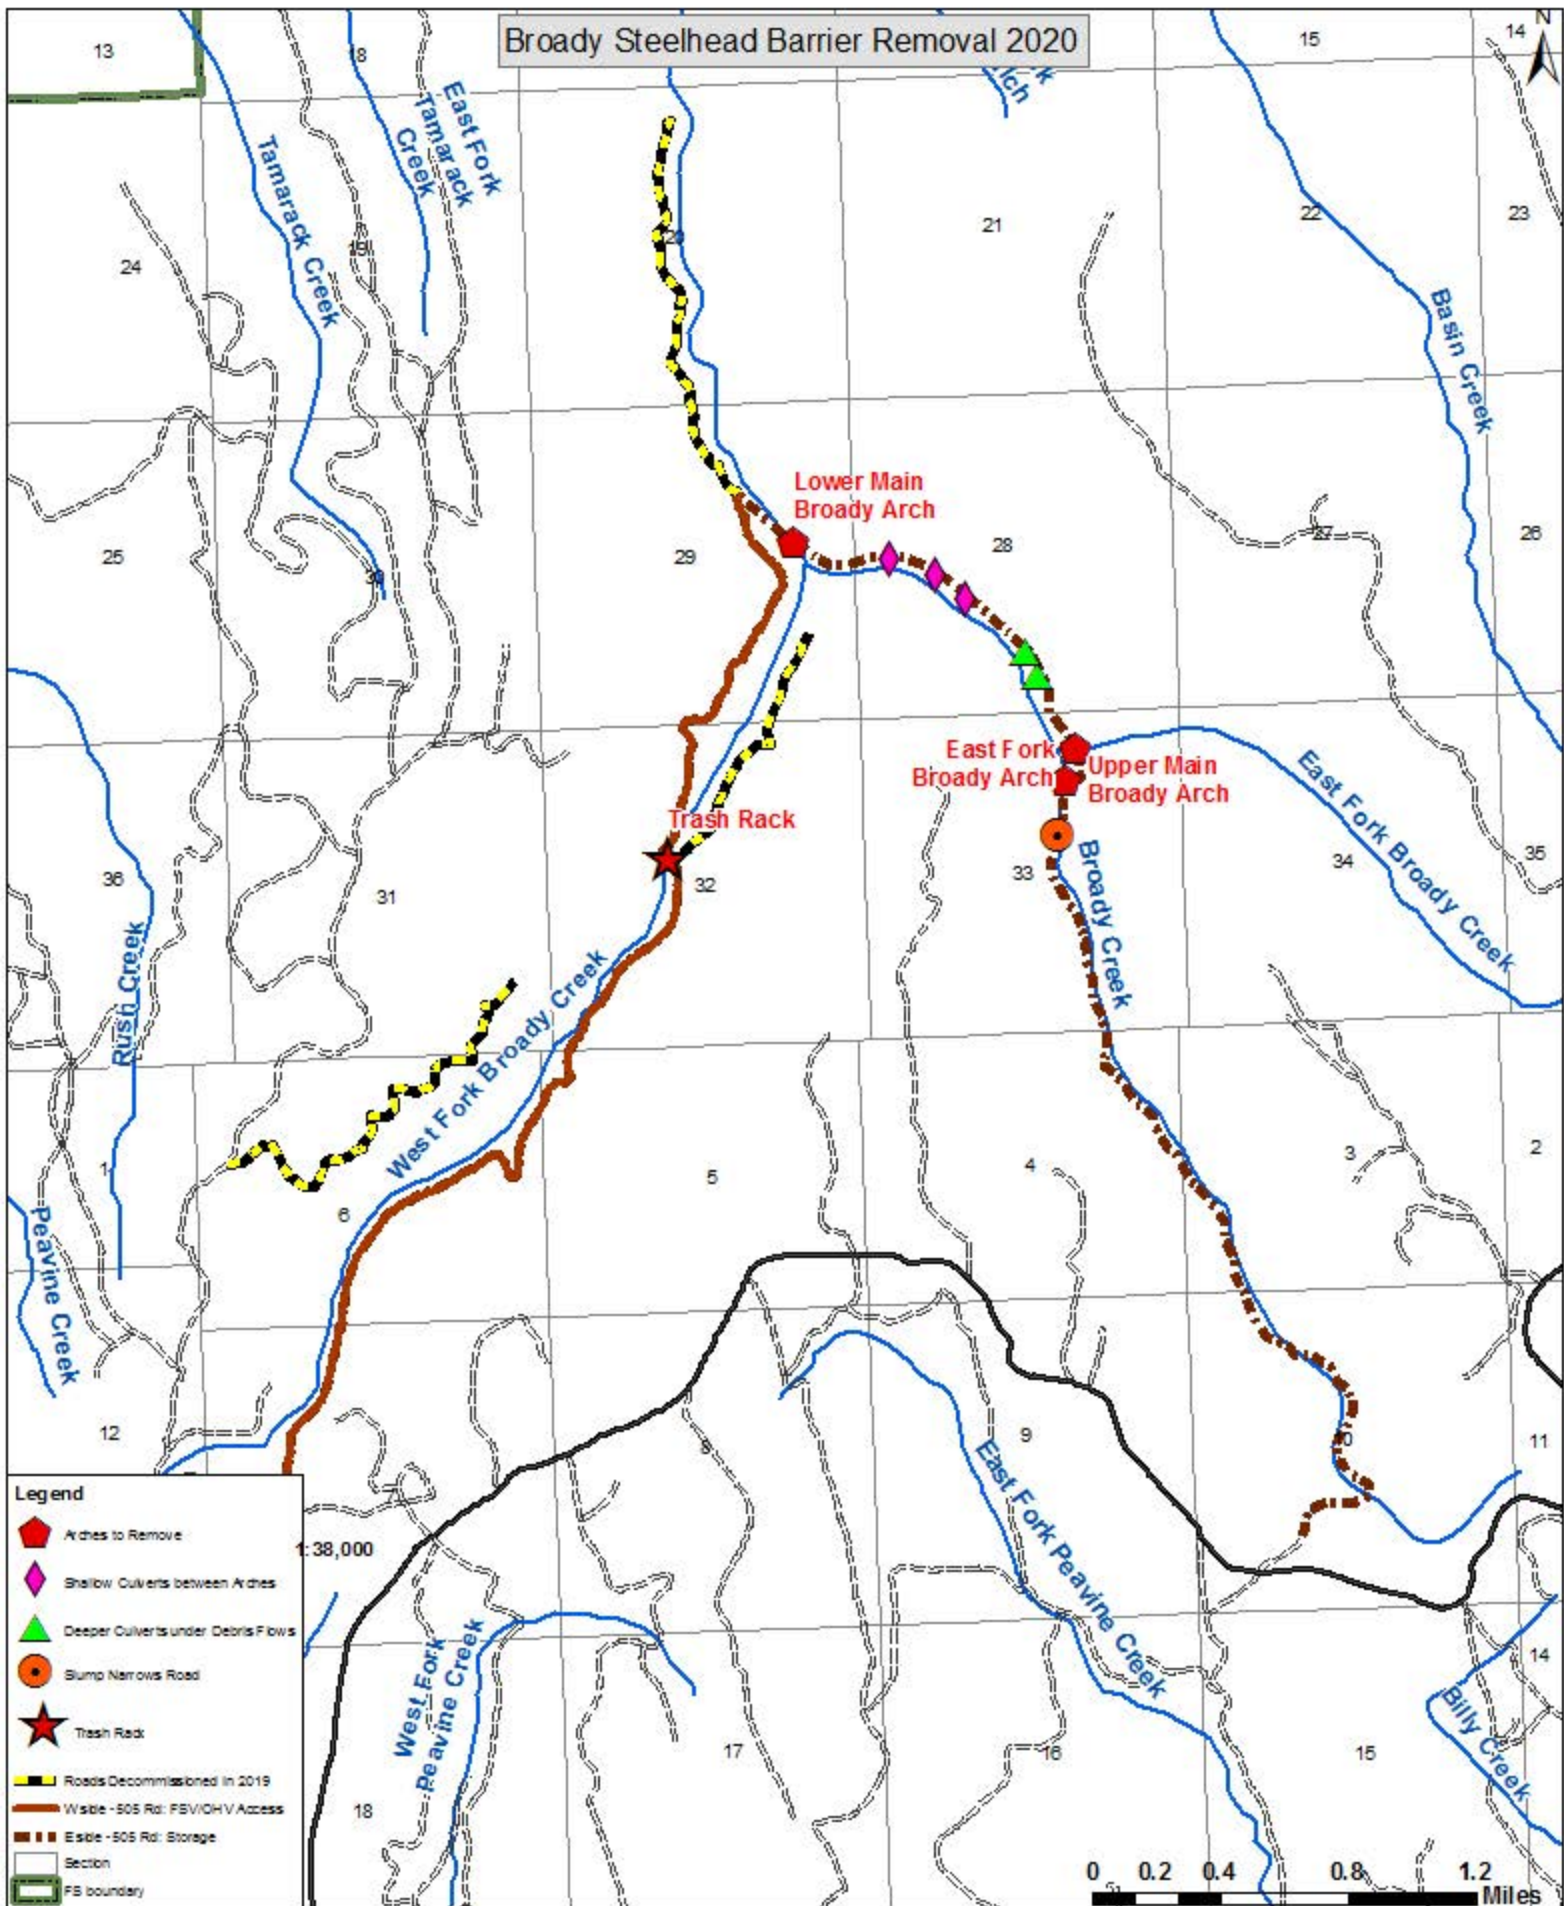 Broady Steelhead Barrier Removal 2020
N
13
18
15
14
East Fork
Tamarack
Creek
Tamarack Creek
24
19
20
21
22
23
Basin Creek
Lower Main
Broady Arch
25
30
29
28
27
26
East Fork
Broady Arch
Upper Main
Broady Arch
Trash Rack
East Fork Broady Creek
36
31
32
33
34
35
Broady Creek
Rush Creek
West Fork Broady Creek
1
6
5
4
3
2
Peavine Creek
12
8
9
11
East Fork Peavine Creek
West Fork
Peavine Creek
18
17
16
15
14
Billy Creek
Legend
Arches to Remove
Shallow Culverts between Arches
Deeper Culverts under Debris Flows
Slump Narrows Road
Trash Rack
Roads Decommissioned in 2019
Wside -505 Rd: FSV/OHV Access
Eside -505 Rd: Storage
Section
FS boundary
1:38,000
0 0.2 0.4 0.8 1.2
Miles